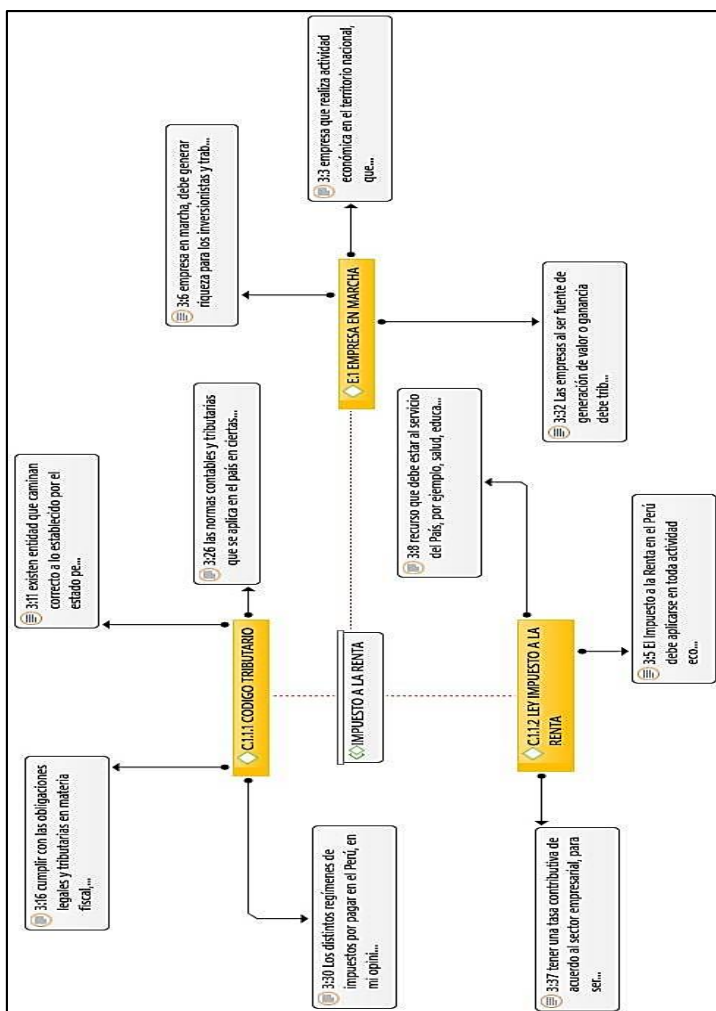 3:16 cumplir con las obligaciones
legales y tributarias en materia
fiscal,...
3:11 existen entidad que caminan
correcto a lo establecido por el
estado pe...
3:30 Los distintos regímenes de
impuestos por pagar en el Perú, en
mi opini...
C.1.1.1 CODIGO TRIBUTARIO
3:26 las normas contables y tributarias
que se aplica en el país en ciertas...
3:6 empresa en marcha, debe generar
riqueza para los inversionistas y trab...
IMPUESTO A LA RENTA
E.1 EMPRESA EN MARCHA
3:3 empresa que realiza actividad
económica en el territorio nacional,
que...
3:8 recurso que debe estar al servicio
del País, por ejemplo, salud, educa...
3:37 tener una tasa contributiva de
acuerdo al sector empresarial, para
ser...
C.1.1.2 LEY IMPUESTO A LA
RENTA
3:5 El Impuesto a la Renta en el Perú
debe aplicarse en toda actividad
eco...
3:32 Las empresas al ser fuente de
generación de valor o ganancia
debe trib...